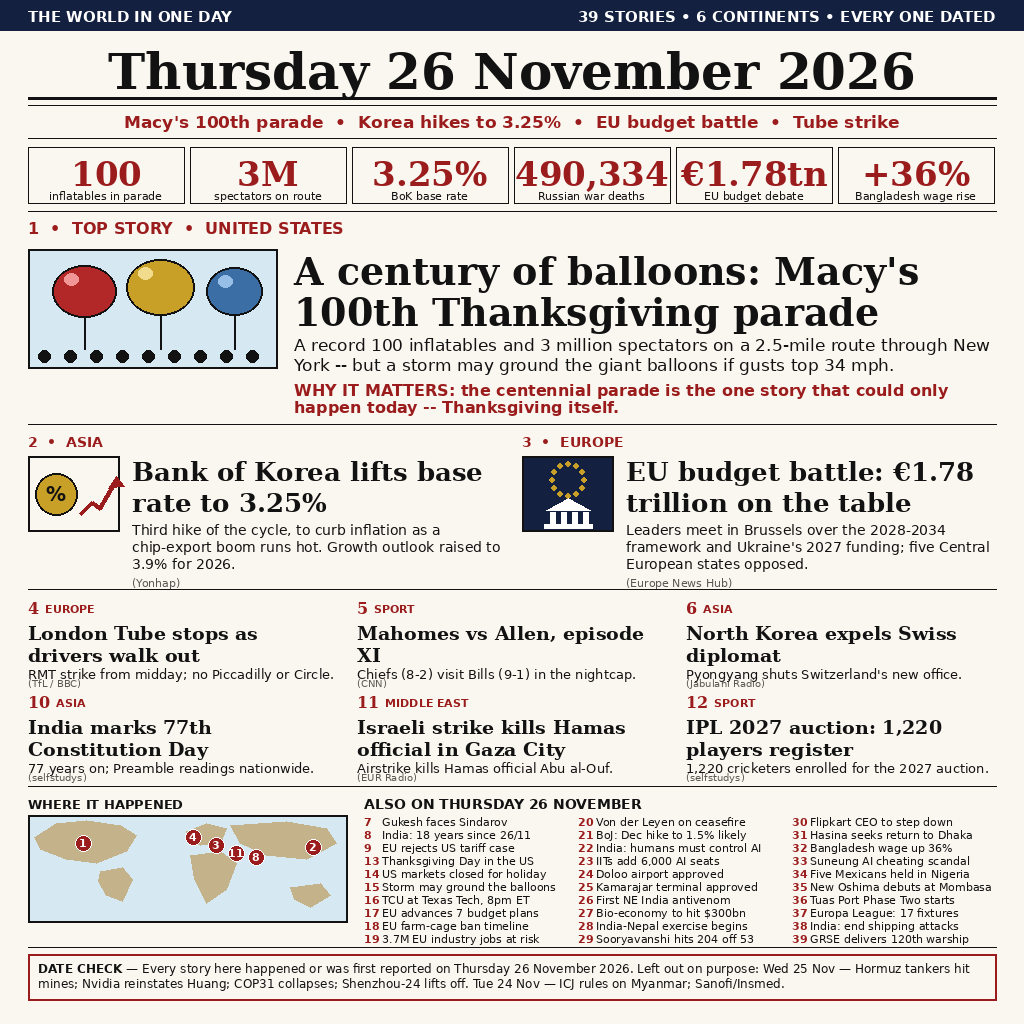 THE WORLD IN ONE DAY
39 STORIES • 6 CONTINENTS • EVERY ONE DATED
Thursday 26 November 2026
Macy's 100th parade • Korea hikes to 3.25% • EU budget battle • Tube strike
100
inflatables in parade
3M
spectators on route
3.25%
BoK base rate
490,334
Russian war deaths
€1.78tn
EU budget debate
+36%
Bangladesh wage rise
1 • TOP STORY • UNITED STATES
A century of balloons: Macy's
100th Thanksgiving parade
A record 100 inflatables and 3 million spectators on a 2.5-mile route through New
York -- but a storm may ground the giant balloons if gusts top 34 mph.
WHY IT MATTERS: the centennial parade is the one story that could only
happen today -- Thanksgiving itself.
2 • ASIA
%
Bank of Korea lifts base
rate to 3.25%
Third hike of the cycle, to curb inflation as a
chip-export boom runs hot. Growth outlook raised to
3.9% for 2026.
(Yonhap)
3 • EUROPE
EU budget battle: €1.78
trillion on the table
Leaders meet in Brussels over the 2028-2034
framework and Ukraine's 2027 funding; five Central
European states opposed.
(Europe News Hub)
4 EUROPE
London Tube stops as
drivers walk out
RMT strike from midday; no Piccadilly or Circle.
(TfL / BBC)
5 SPORT
Mahomes vs Allen, episode
XI
Chiefs (8-2) visit Bills (9-1) in the nightcap.
(CNN)
6 ASIA
North Korea expels Swiss
diplomat
Pyongyang shuts Switzerland's new office.
(Jabulani Radio)
10 ASIA
India marks 77th
Constitution Day
77 years on; Preamble readings nationwide.
(selfstudys)
11 MIDDLE EAST
Israeli strike kills Hamas
official in Gaza City
Airstrike kills Hamas official Abu al-Ouf.
(EUR Radio)
12 SPORT
IPL 2027 auction: 1,220
players register
1,220 cricketers enrolled for the 2027 auction.
(selfstudys)
WHERE IT HAPPENED
1
4
3
11
8
2
ALSO ON THURSDAY 26 NOVEMBER
7 Gukesh faces Sindarov
8 India: 18 years since 26/11
9 EU rejects US tariff case
13 Thanksgiving Day in the US
14 US markets closed for holiday
15 Storm may ground the balloons
16 TCU at Texas Tech, 8pm ET
17 EU advances 7 budget plans
18 EU farm-cage ban timeline
19 3.7M EU industry jobs at risk
20 Von der Leyen on ceasefire
21 BoJ: Dec hike to 1.5% likely
22 India: humans must control AI
23 IITs add 6,000 AI seats
24 Doloo airport approved
25 Kamarajar terminal approved
26 First NE India antivenom
27 Bio-economy to hit $300bn
28 India-Nepal exercise begins
29 Sooryavanshi hits 204 off 53
30 Flipkart CEO to step down
31 Hasina seeks return to Dhaka
32 Bangladesh wage up 36%
33 Suneung AI cheating scandal
34 Five Mexicans held in Nigeria
35 New Oshima debuts at Mombasa
36 Tuas Port Phase Two starts
37 Europa League: 17 fixtures
38 India: end shipping attacks
39 GRSE delivers 120th warship
DATE CHECK — Every story here happened or was first reported on Thursday 26 November 2026. Left out on purpose: Wed 25 Nov — Hormuz tankers hit
mines; Nvidia reinstates Huang; COP31 collapses; Shenzhou-24 lifts off. Tue 24 Nov — ICJ rules on Myanmar; Sanofi/Insmed.